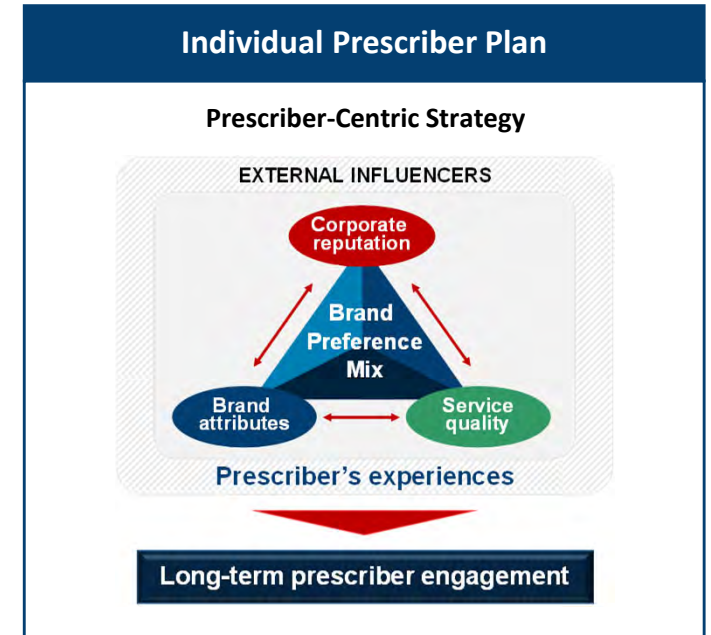 Individual Prescriber Plan
Prescriber-Centric Strategy
EXTERNAL INFLUENCERS
Corporate
reputation
Brand
Preference
Mix
Brand
attributes
Service
quality
Prescriber's experiences
Long-term prescriber engagement